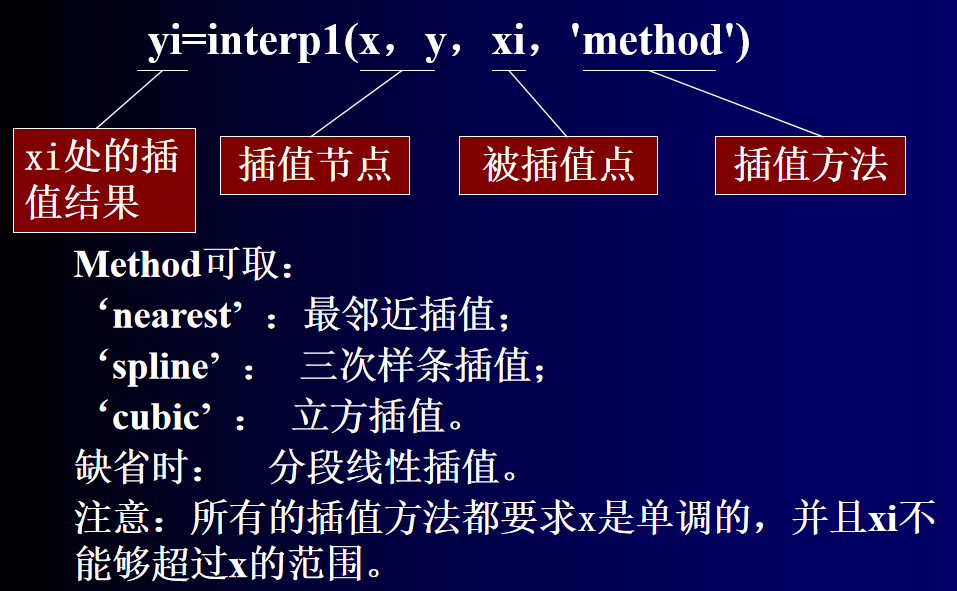 yi=interp1(x，y，xi，'method')
xi处的插
值结果
插值节点
被插值点
插值方法
Method可取：
‘nearest’ ：最邻近插值；
‘spline’ ： 三次样条插值；
‘cubic’ ： 立方插值。
缺省时： 分段线性插值。
注意：所有的插值方法都要求x是单调的，并且xi不
能够超过x的范围。